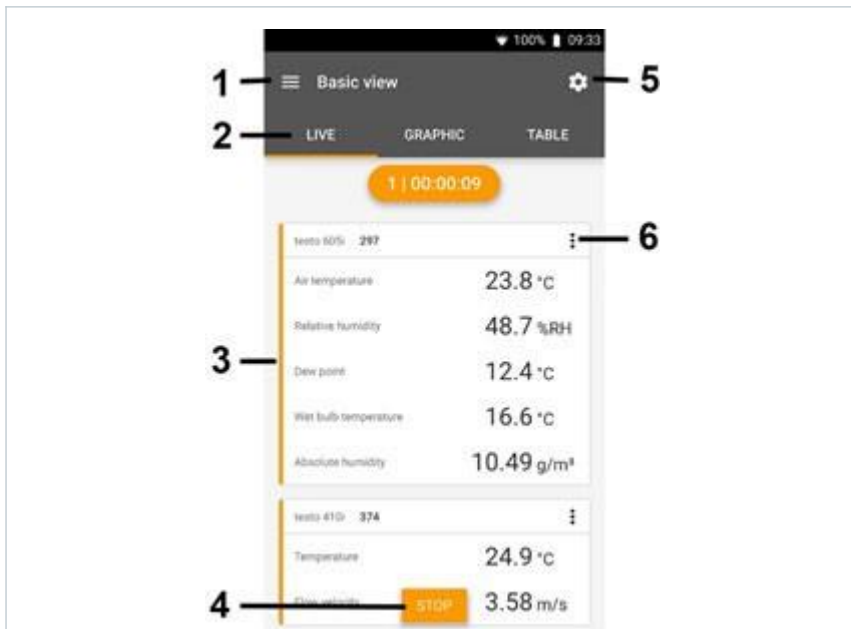 100% 09:33
1 Basic view 5
2 LIVE GRAPHIC TABLE
1 | 00:00:09
testo 605i 297 6
Air temperature 23.8 °C
Relative humidity 48.7 %RH
3
Dew point 12.4 °C
Wet bulb temperature 16.6 °C
Absolute humidity 10.49 g/m³
testo 410i 374
Temperature 24.9 °C
4 Flow velocity STOP 3.58 m/s